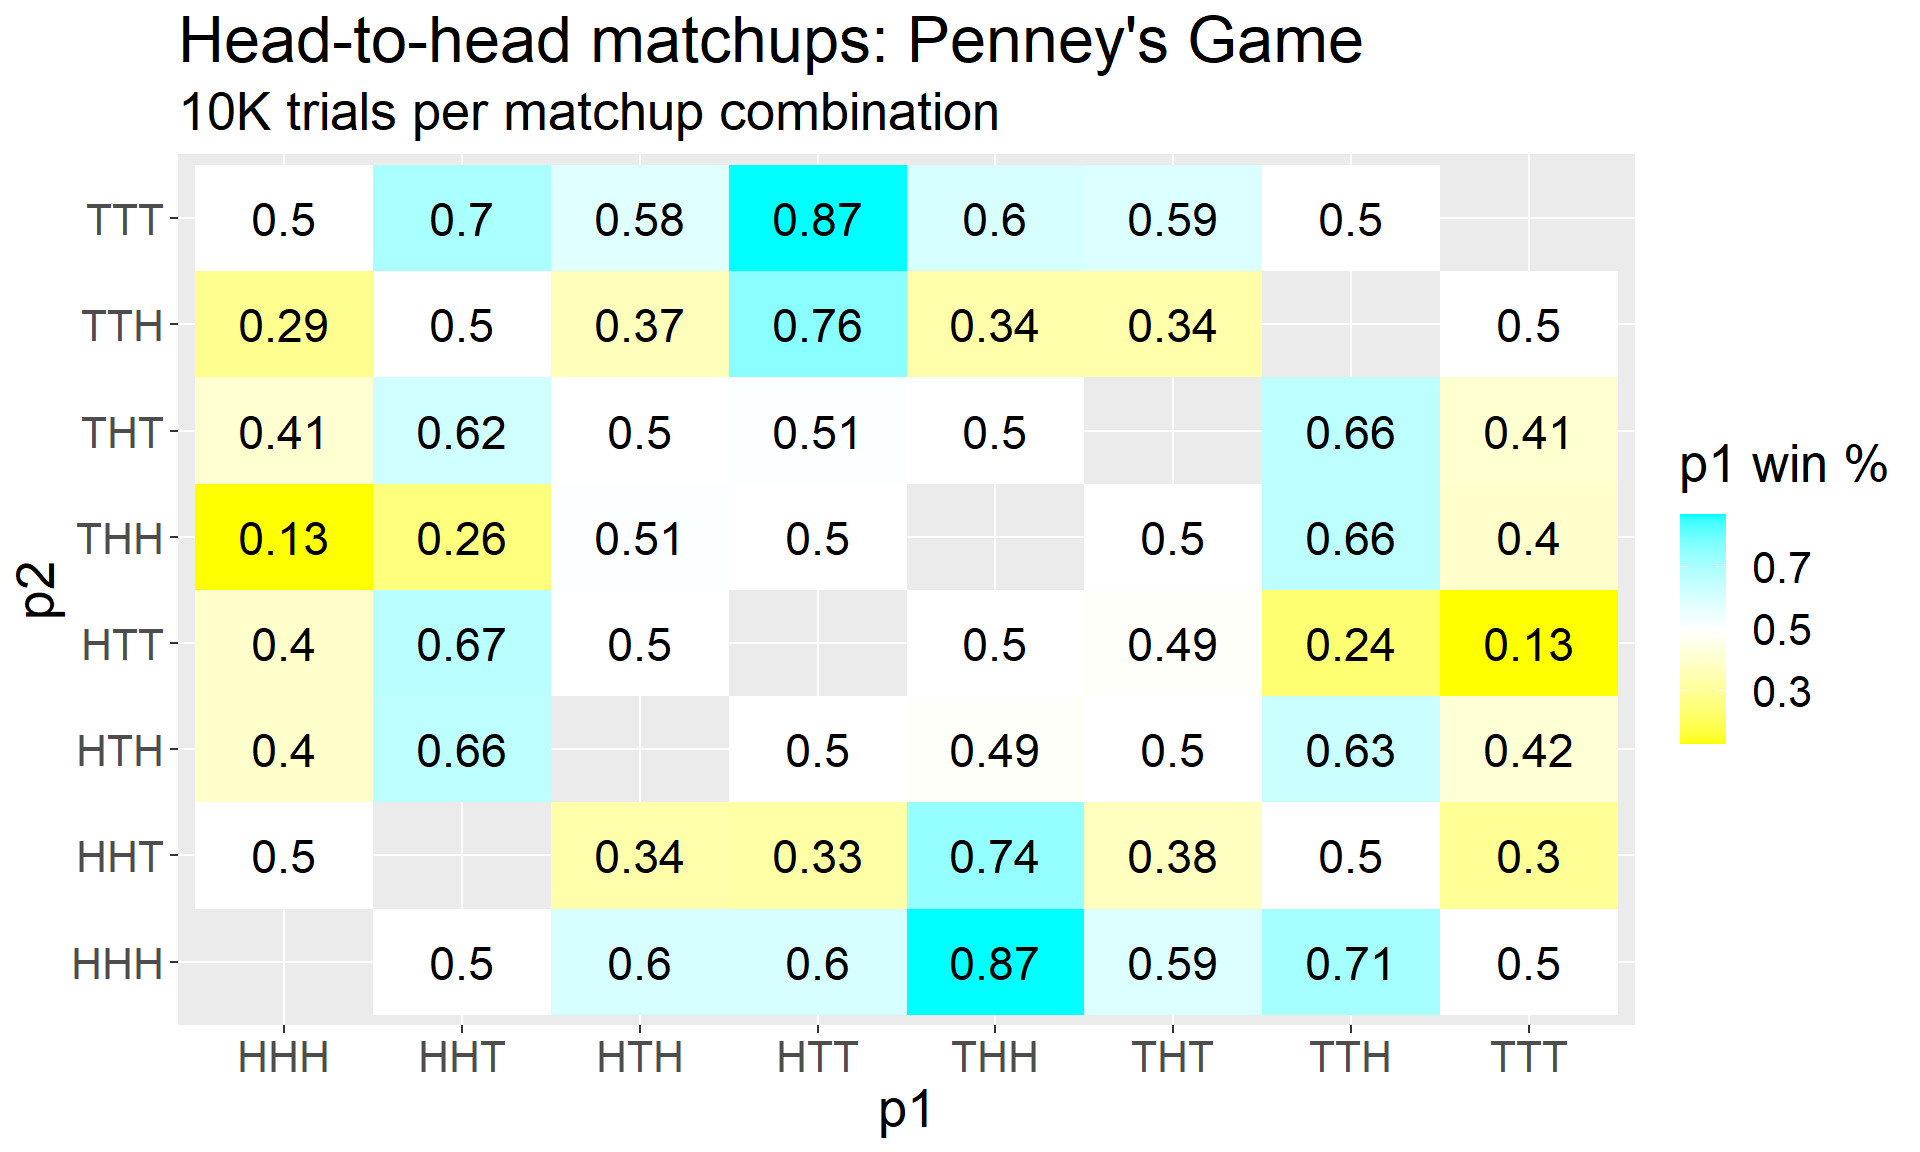 Head-to-head matchups: Penney's Game
10K trials per matchup combination
TTT 0.5 0.7 0.58 0.87 0.6 0.59 0.5
TTH 0.29 0.5 0.37 0.76 0.34 0.34 0.5
THT 0.41 0.62 0.5 0.51 0.5 0.66 0.41
THH 0.13 0.26 0.51 0.5 0.5 0.66 0.4
HTT 0.4 0.67 0.5 0.5 0.49 0.24 0.13
HTH 0.4 0.66 0.5 0.49 0.5 0.63 0.42
HHT 0.5 0.34 0.33 0.74 0.38 0.5 0.3
HHH 0.5 0.6 0.6 0.87 0.59 0.71 0.5
HHH HHT HTH HTT THH THT TTH TTT
p1
p2
p1 win %
0.7
0.5
0.3